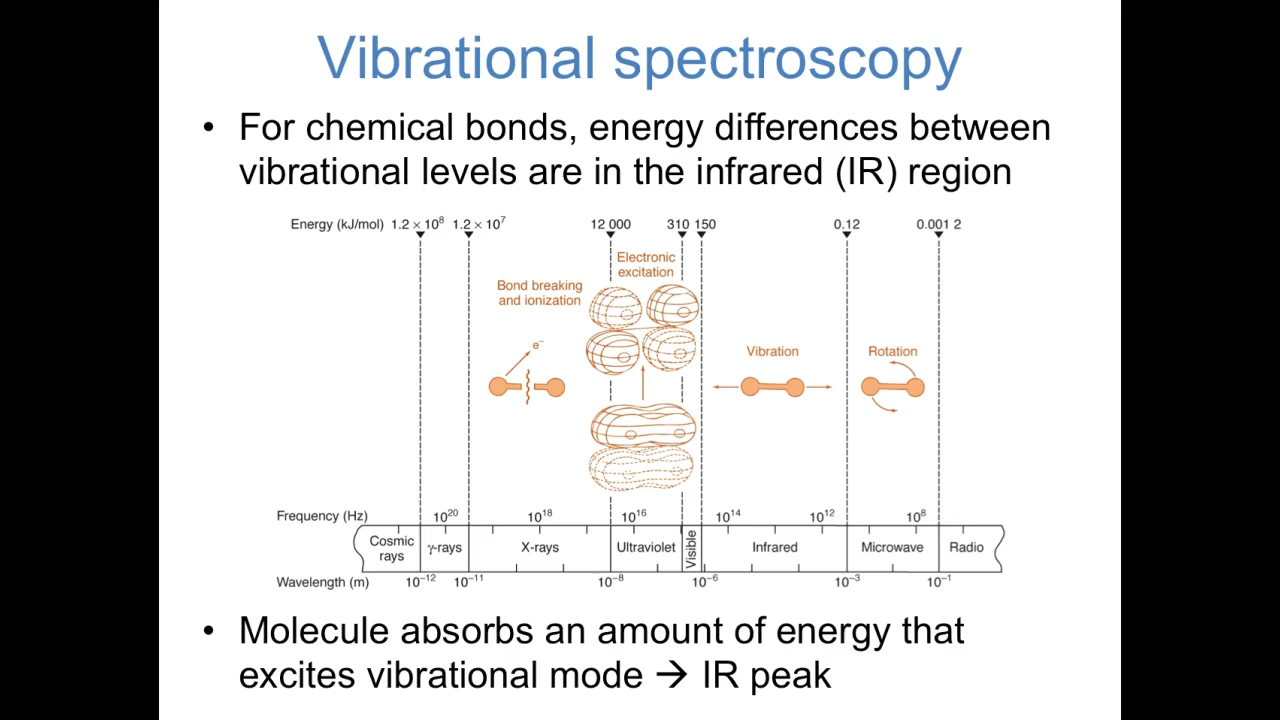 Vibrational spectroscopy
• For chemical bonds, energy differences between
vibrational levels are in the infrared (IR) region
Energy (kJ/mol) 1.2 × 10⁸ 1.2 × 10⁷ 12 000 310 150 0.12 0.001 2
Electronic
excitation
Bond breaking
and ionization
e⁻
Vibration
Rotation
Frequency (Hz) 10²⁰ 10¹⁸ 10¹⁶ 10¹⁴ 10¹² 10⁸
Cosmic
rays
γ-rays X-rays Ultraviolet Visible Infrared Microwave Radio
Wavelength (m) 10⁻¹² 10⁻¹¹ 10⁻⁸ 10⁻⁶ 10⁻³ 10⁻¹
• Molecule absorbs an amount of energy that
excites vibrational mode → IR peak